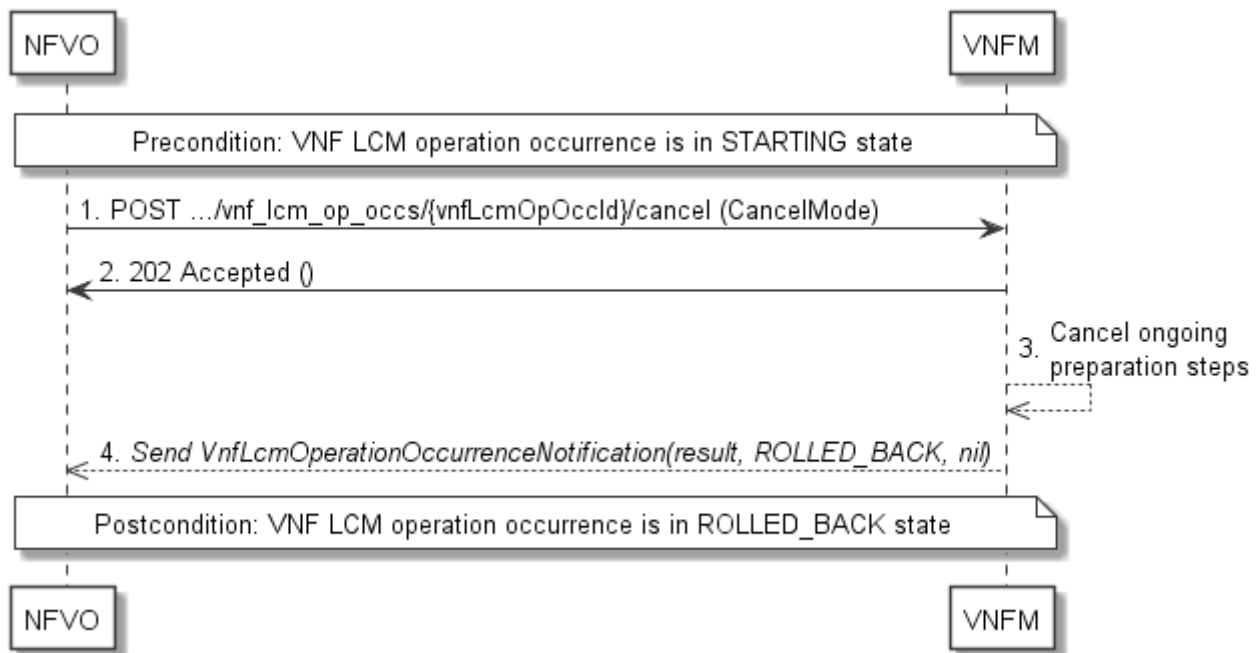 NFVO VNFM
Precondition: VNF LCM operation occurrence is in STARTING state
1. POST .../vnf_lcm_op_occs/{vnfLcmOpOccId}/cancel (CancelMode)
2. 202 Accepted ()
3. Cancel ongoing
preparation steps
4. Send VnfLcmOperationOccurrenceNotification(result, ROLLED_BACK, nil)
Postcondition: VNF LCM operation occurrence is in ROLLED_BACK state
NFVO VNFM